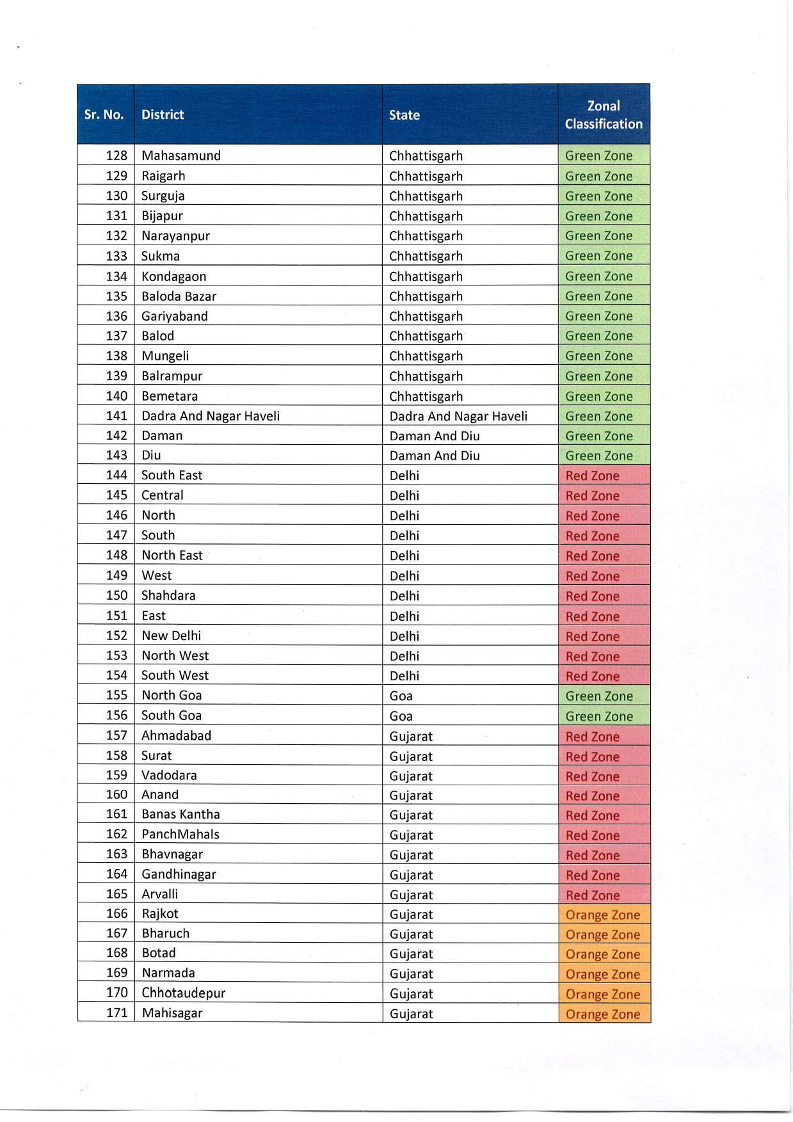 Sr. No. District State Zonal Classification
128 Mahasamund Chhattisgarh Green Zone
129 Raigarh Chhattisgarh Green Zone
130 Surguja Chhattisgarh Green Zone
131 Bijapur Chhattisgarh Green Zone
132 Narayanpur Chhattisgarh Green Zone
133 Sukma Chhattisgarh Green Zone
134 Kondagaon Chhattisgarh Green Zone
135 Baloda Bazar Chhattisgarh Green Zone
136 Gariyaband Chhattisgarh Green Zone
137 Balod Chhattisgarh Green Zone
138 Mungeli Chhattisgarh Green Zone
139 Balrampur Chhattisgarh Green Zone
140 Bemetara Chhattisgarh Green Zone
141 Dadra And Nagar Haveli Dadra And Nagar Haveli Green Zone
142 Daman Daman And Diu Green Zone
143 Diu Daman And Diu Green Zone
144 South East Delhi Red Zone
145 Central Delhi Red Zone
146 North Delhi Red Zone
147 South Delhi Red Zone
148 North East Delhi Red Zone
149 West Delhi Red Zone
150 Shahdara Delhi Red Zone
151 East Delhi Red Zone
152 New Delhi Delhi Red Zone
153 North West Delhi Red Zone
154 South West Delhi Red Zone
155 North Goa Goa Green Zone
156 South Goa Goa Green Zone
157 Ahmadabad Gujarat Red Zone
158 Surat Gujarat Red Zone
159 Vadodara Gujarat Red Zone
160 Anand Gujarat Red Zone
161 Banas Kantha Gujarat Red Zone
162 PanchMahals Gujarat Red Zone
163 Bhavnagar Gujarat Red Zone
164 Gandhinagar Gujarat Red Zone
165 Arvalli Gujarat Red Zone
166 Rajkot Gujarat Orange Zone
167 Bharuch Gujarat Orange Zone
168 Botad Gujarat Orange Zone
169 Narmada Gujarat Orange Zone
170 Chhotaudepur Gujarat Orange Zone
171 Mahisagar Gujarat Orange Zone